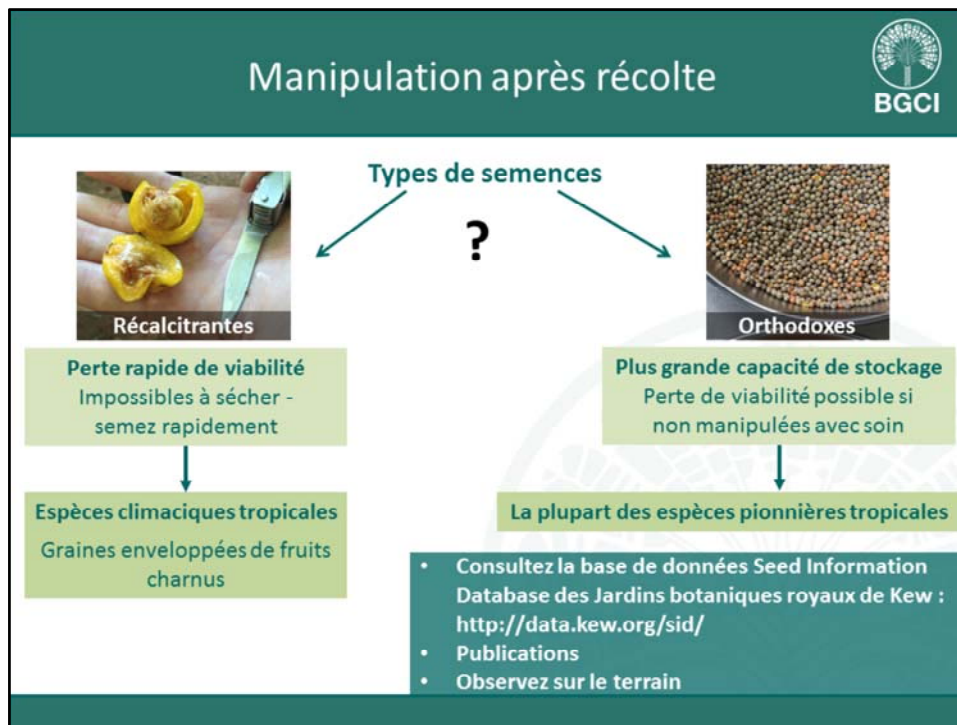 Manipulation après récolte
BGCI
Types de semences
?
Récalcitrantes
Perte rapide de viabilité
Impossibles à sécher -
semez rapidement
Espèces climaciques tropicales
Graines enveloppées de fruits
charnus
Orthodoxes
Plus grande capacité de stockage
Perte de viabilité possible si
non manipulées avec soin
La plupart des espèces pionnières tropicales
• Consultez la base de données Seed Information
Database des Jardins botaniques royaux de Kew :
http://data.kew.org/sid/
• Publications
• Observez sur le terrain